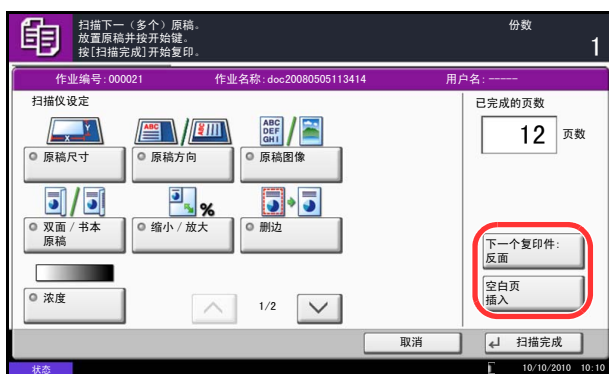 扫描下一（多个）原稿。
放置原稿并按开始键。
按[扫描完成]开始复印。
份数
1
作业编号:000021
作业名称:doc20080505113414
用户名:-----
扫描仪设定
已完成的页数
12 页数
ABC
ABC
DEF
GHI
原稿尺寸
原稿方向
原稿图像
%
双面 / 书本
原稿
缩小 / 放大
删边
下一个复印件:
反面
空白页
插入
浓度
1/2
取消
扫描完成
状态
10/10/2010 10:10